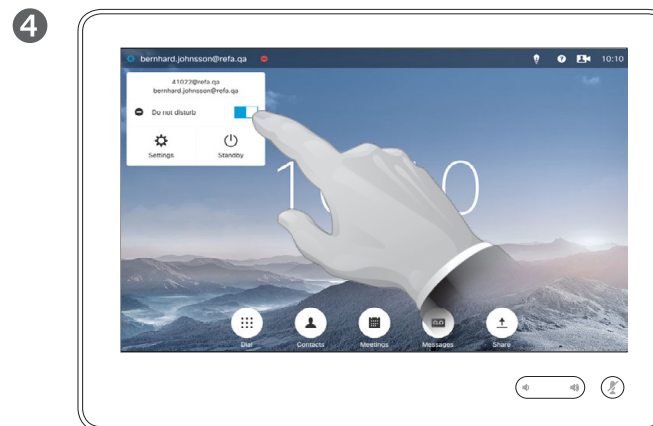 4
bernhard.johnsson@refa.qa
10:10
41022@refa.qa
bernhard.johnsson@refa.qa
Do not disturb
Settings
Standby
Dial
Contacts
Meetings
Messages
Share